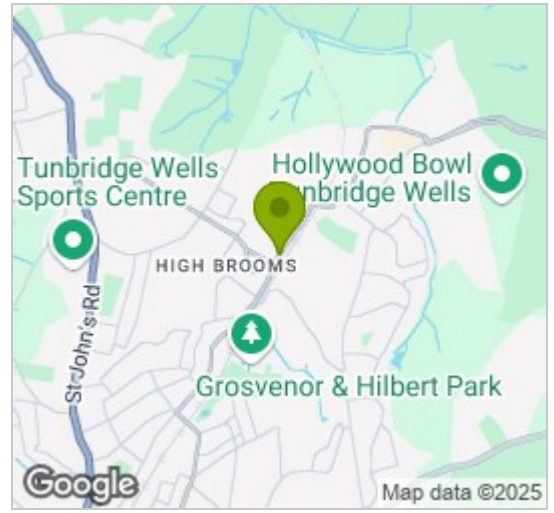 Tunbridge Wells
Sports Centre
Hollywood Bowl
unbridge Wells
HIGH BROOMS
St John's Rd
Grosvenor & Hilbert Park
Google
Map data ©2025